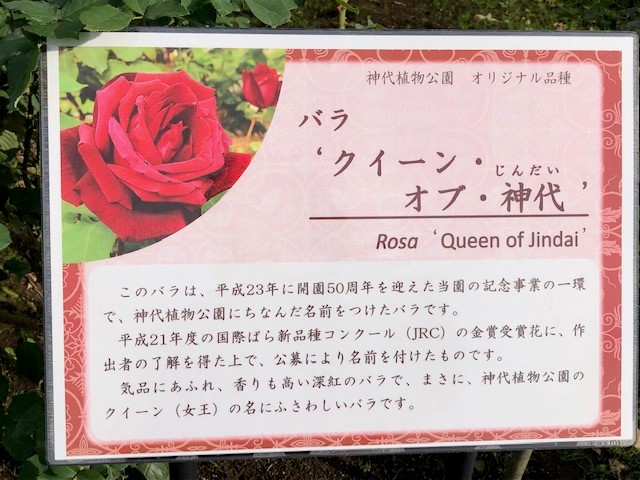 神代植物公園　オリジナル品種
バラ
‘クイーン・
じんだい
オブ・神代’
Rosa ‘Queen of Jindai’
このバラは、平成23年に開園50周年を迎えた当園の記念事業の一環
で、神代植物公園にちなんだ名前をつけたバラです。
平成21年度の国際ばら新品種コンクール（JRC）の金賞受賞花に、作
出者の了解を得た上で、公募により名前を付けたものです。
気品にあふれ、香りも高い深紅のバラで、まさに、神代植物公園の
クイーン（女王）の名にふさわしいバラです。